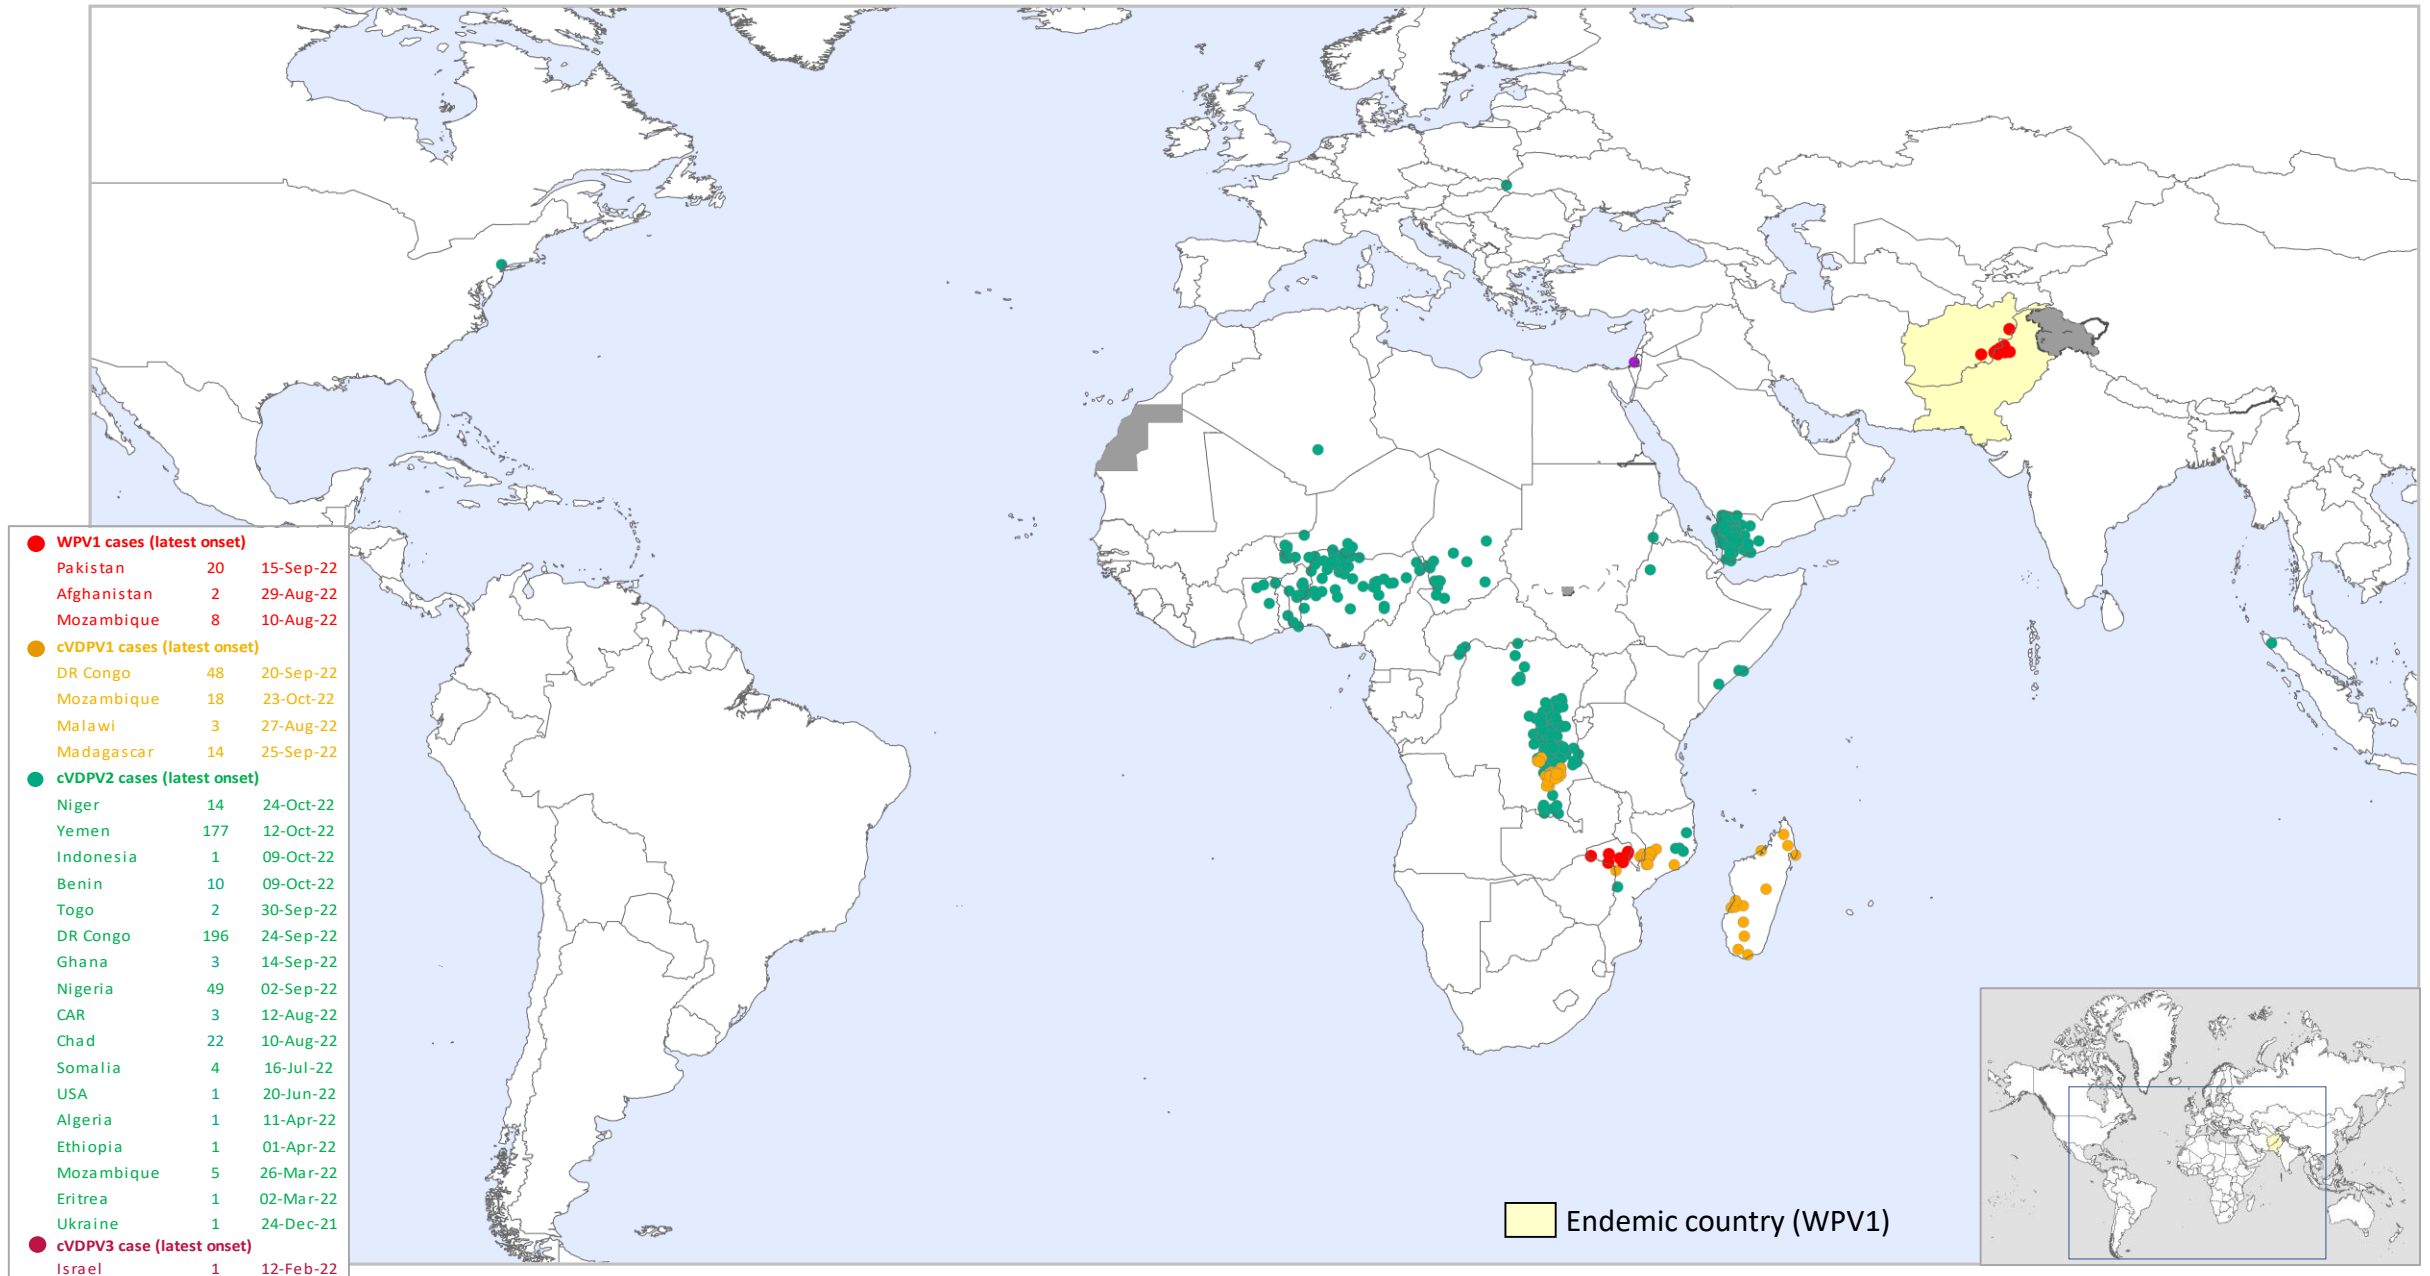 WPV1 cases (latest onset)
Pakistan 20 15-Sep-22
Afghanistan 2 29-Aug-22
Mozambique 8 10-Aug-22
cVDPV1 cases (latest onset)
DR Congo 48 20-Sep-22
Mozambique 18 23-Oct-22
Malawi 3 27-Aug-22
Madagascar 14 25-Sep-22
cVDPV2 cases (latest onset)
Niger 14 24-Oct-22
Yemen 177 12-Oct-22
Indonesia 1 09-Oct-22
Benin 10 09-Oct-22
Togo 2 30-Sep-22
DR Congo 196 24-Sep-22
Ghana 3 14-Sep-22
Nigeria 49 02-Sep-22
CAR 3 12-Aug-22
Chad 22 10-Aug-22
Somalia 4 16-Jul-22
USA 1 20-Jun-22
Algeria 1 11-Apr-22
Ethiopia 1 01-Apr-22
Mozambique 5 26-Mar-22
Eritrea 1 02-Mar-22
Ukraine 1 24-Dec-21
cVDPV3 case (latest onset)
Israel 1 12-Feb-22
Endemic country (WPV1)